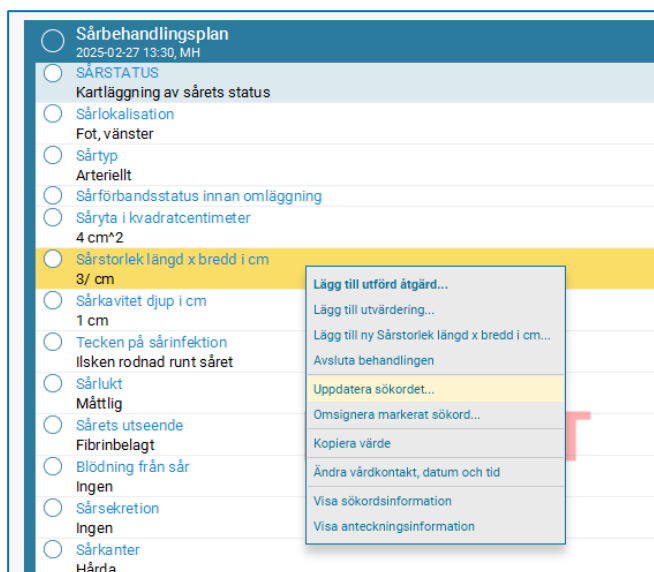 Sårbehandlingsplan
2025-02-27 13:30, MH
SÅRSTATUS
Kartläggning av sårets status
Sårlokalisation
Fot, vänster
Sårtyp
Arteriellt
Sårförbandsstatus innan omläggning
Såryta i kvadratcentimeter
4 cm^2
Sårstorlek längd x bredd i cm
3/ cm
Sårkavitet djup i cm
1 cm
Tecken på sårinfektion
Ilsken rodnad runt såret
Sårlukt
Måttlig
Sårets utseende
Fibrinbelagt
Blödning från sår
Ingen
Sårsekretion
Ingen
Sårkanter
Hårda
Lägg till utförd åtgärd...
Lägg till utvärdering...
Lägg till ny Sårstorlek längd x bredd i cm...
Avsluta behandlingen
Uppdatera sökordet...
Omsignera markerat sökord...
Kopiera värde
Ändra vårdkontakt, datum och tid
Visa sökordsinformation
Visa anteckningsinformation